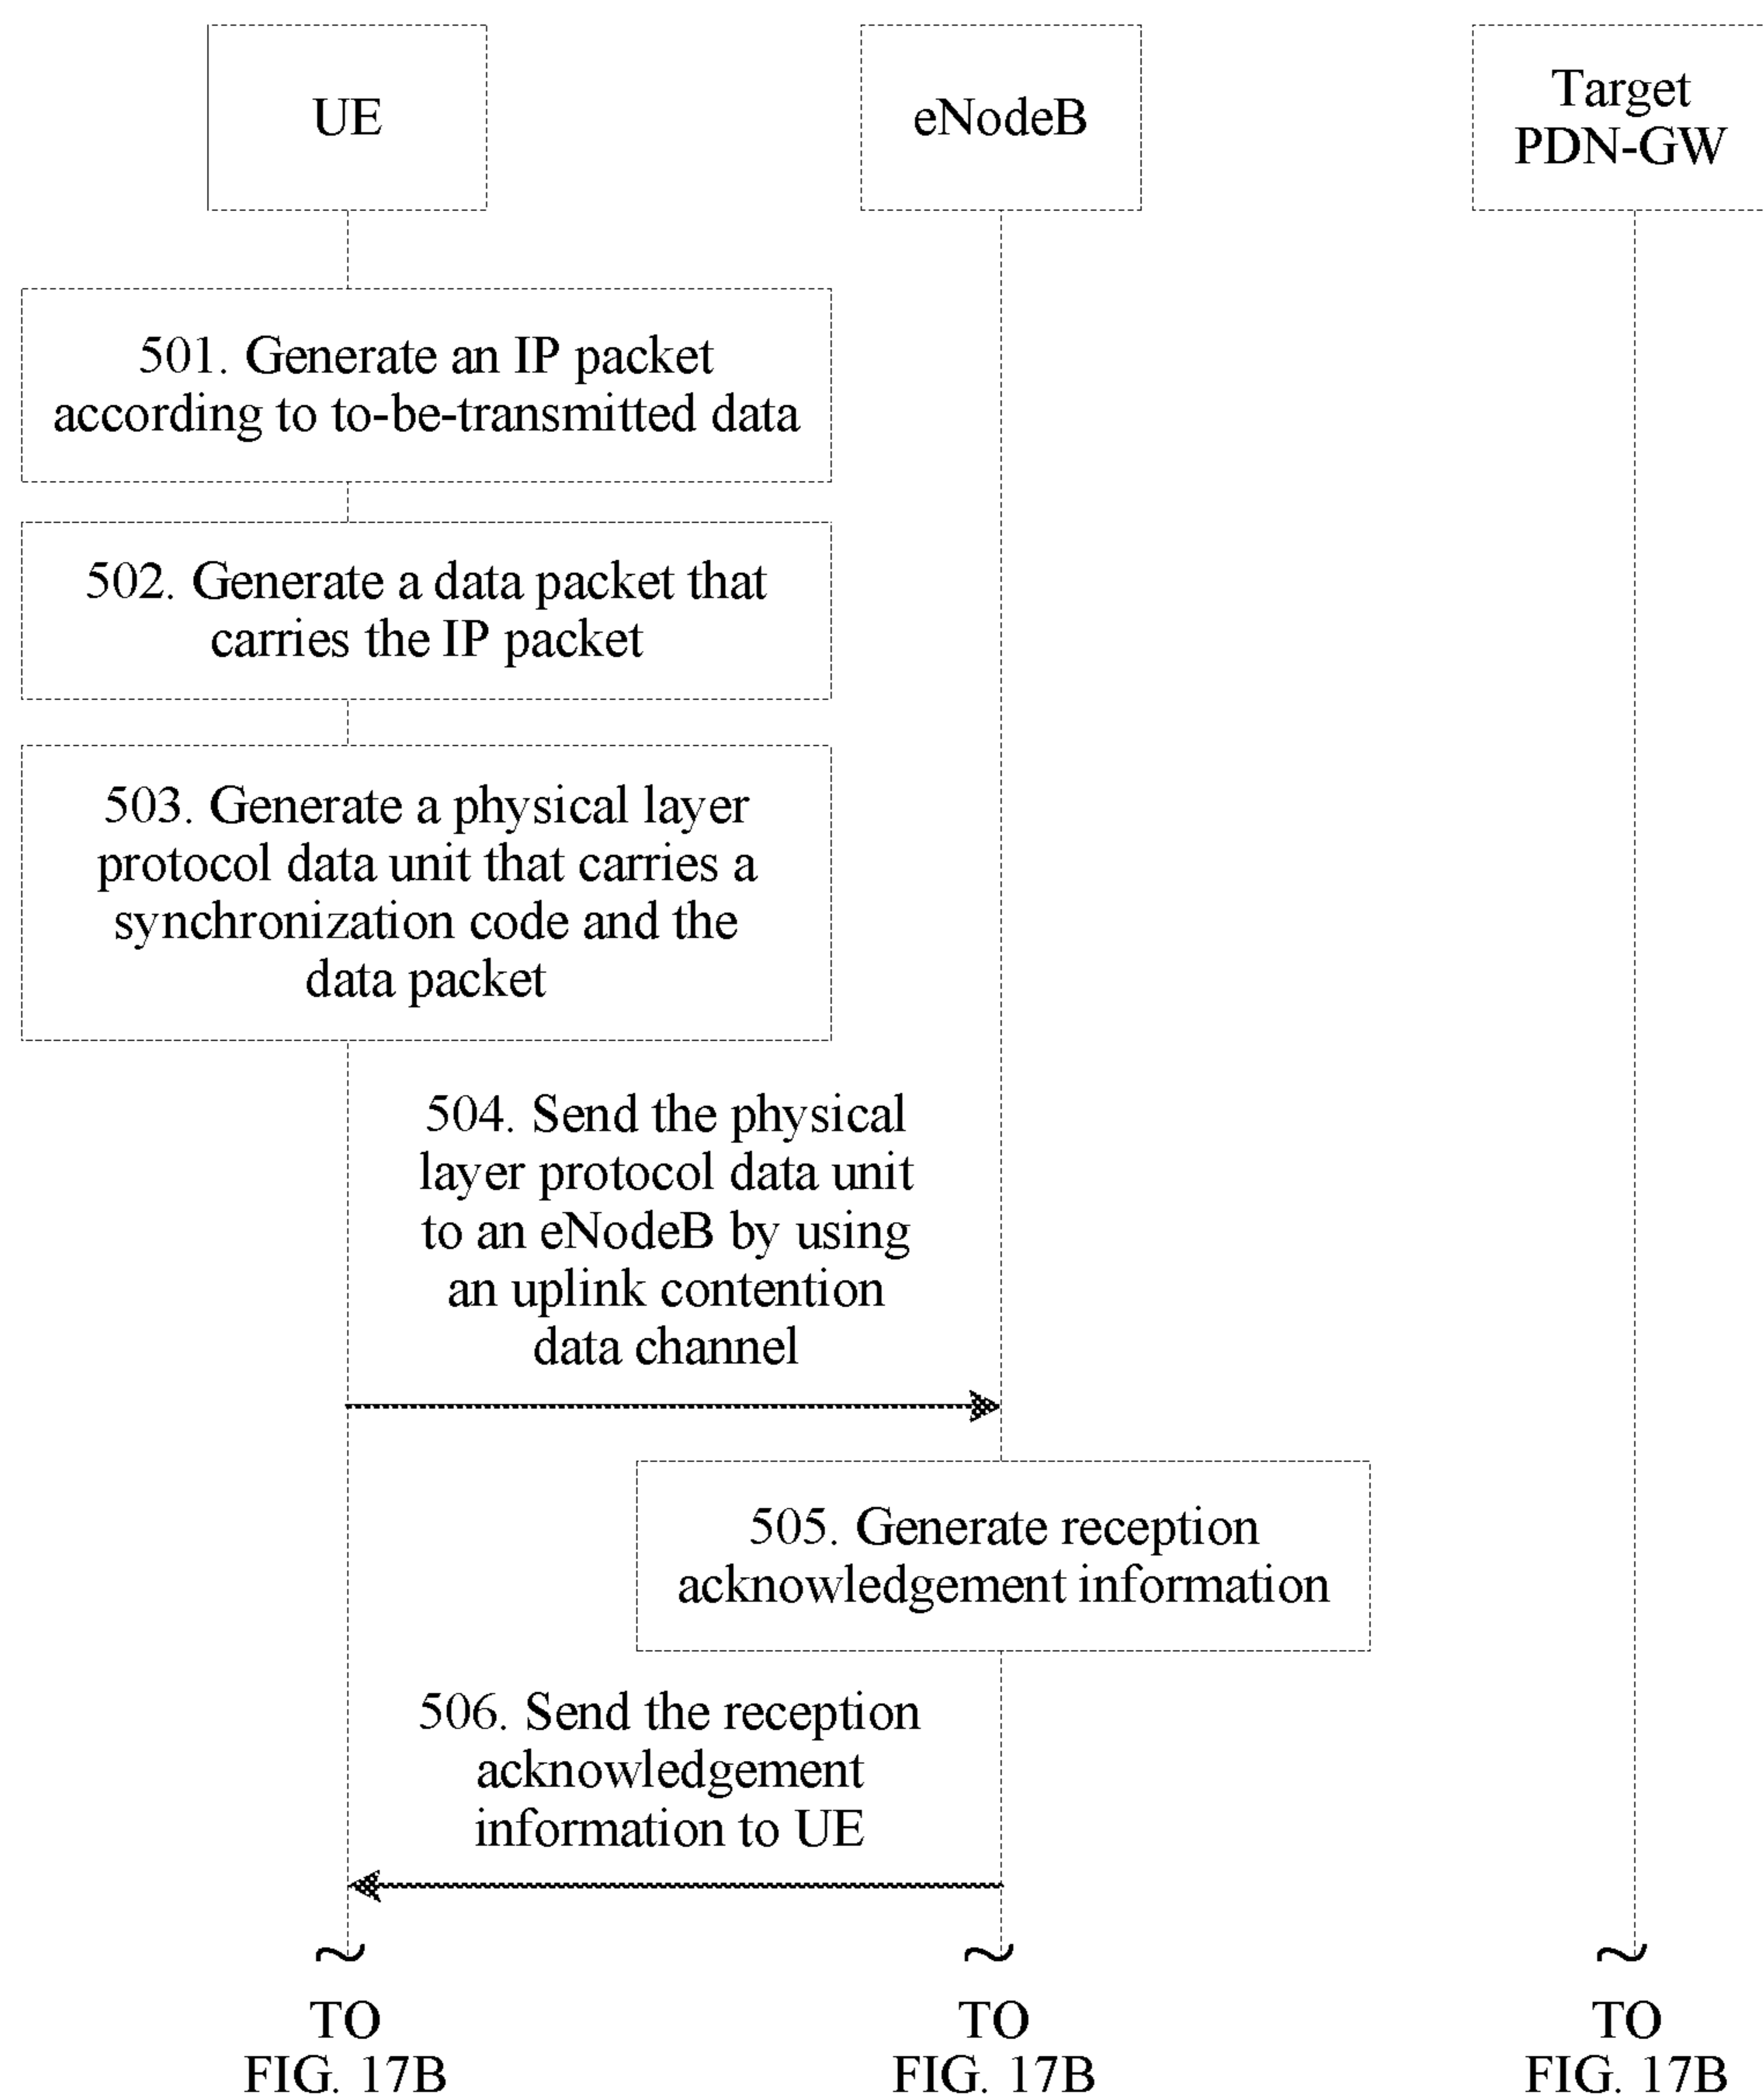 UE
eNodeB
Target
PDN-GW
501. Generate an IP packet
according to to-be-transmitted data
502. Generate a data packet that
carries the IP packet
503. Generate a physical layer
protocol data unit that carries a
synchronization code and the
data packet
504. Send the physical
layer protocol data unit
to an eNodeB by using
an uplink contention
data channel
505. Generate reception
acknowledgement information
506. Send the reception
acknowledgement
information to UE
~
~
~
TO
FIG. 17B
TO
FIG. 17B
TO
FIG. 17B